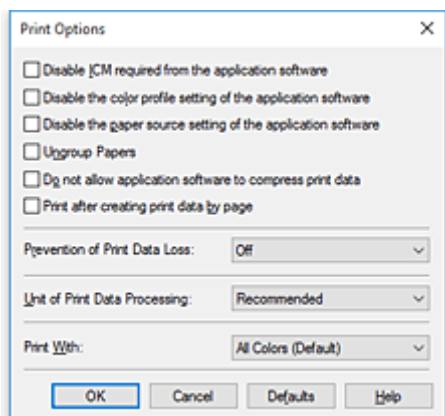 Print Options
Disable ICM required from the application software
Disable the color profile setting of the application software
Disable the paper source setting of the application software
Ungroup Papers
Do not allow application software to compress print data
Print after creating print data by page
Prevention of Print Data Loss: Off
Unit of Print Data Processing: Recommended
Print With: All Colors (Default)
OK Cancel Defaults Help